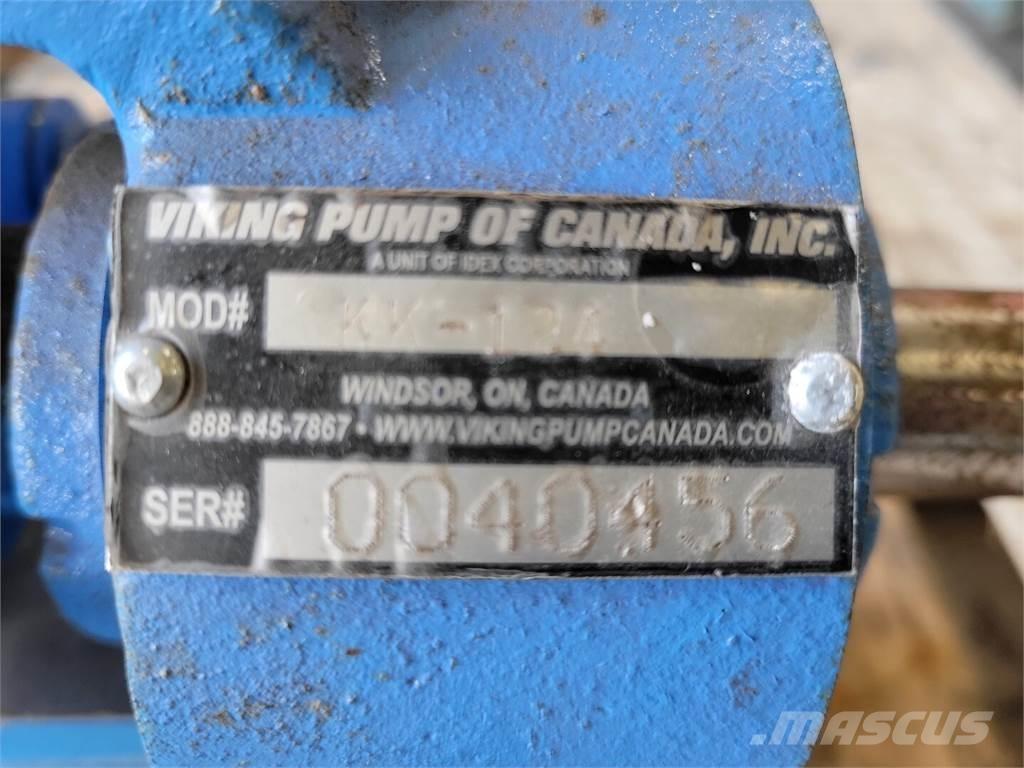 VIKING PUMP OF CANADA, INC.
A UNIT OF IDEX CORPORATION
MOD# KK-124
WINDSOR, ON, CANADA
888-845-7867 • WWW.VIKINGPUMPCANADA.COM
SER#
MASCUS